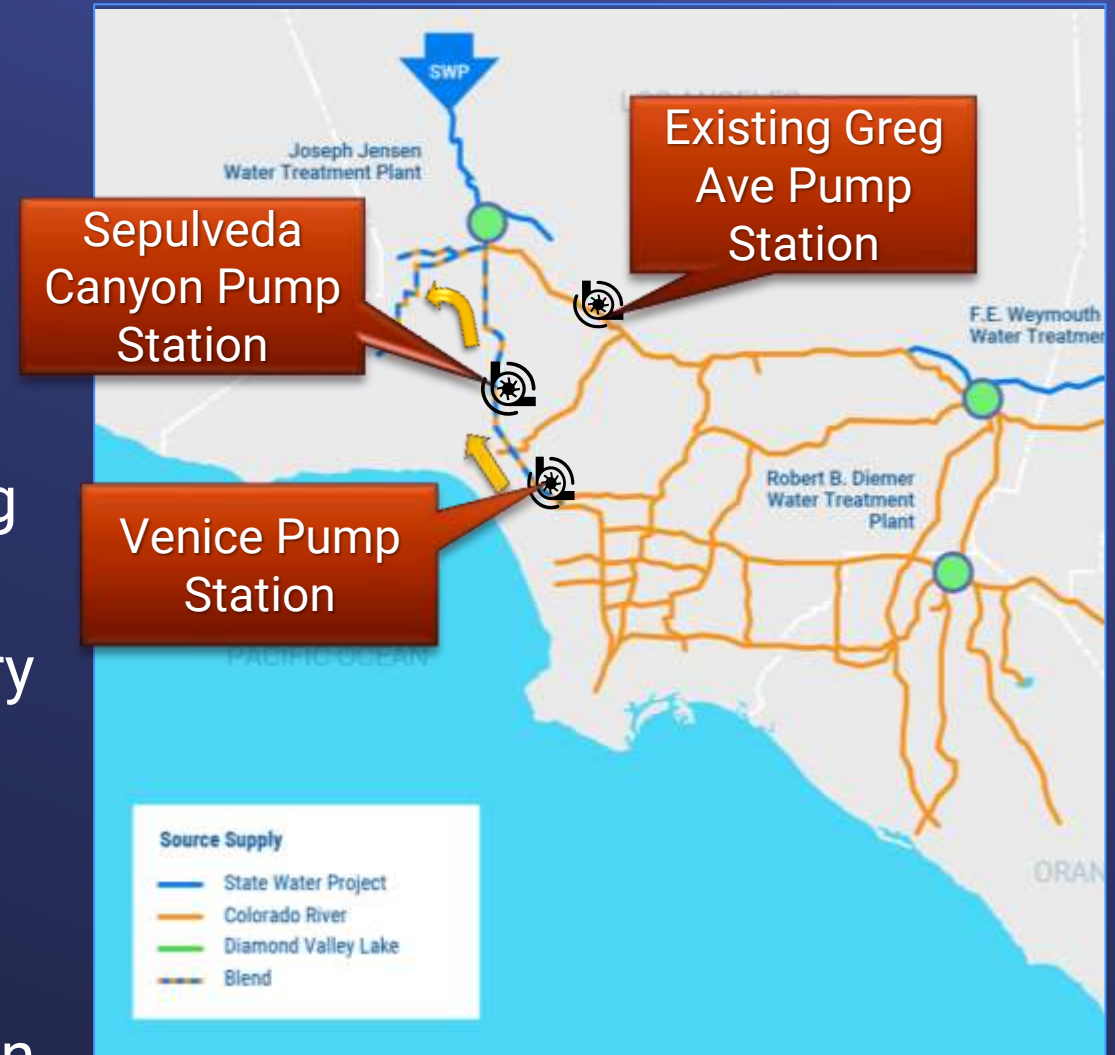 SWP
Joseph Jensen
Water Treatment Plant
Existing Greg
Ave Pump
Station
Sepulveda
Canyon Pump
Station
F.E. Weymouth
Water Treatmen
Robert B. Diemer
Water Treatment
Plant
Venice Pump
Station
PACIFIC OCEAN
Source Supply
State Water Project
Colorado River
Diamond Valley Lake
Blend
ORAN
g
ry
n